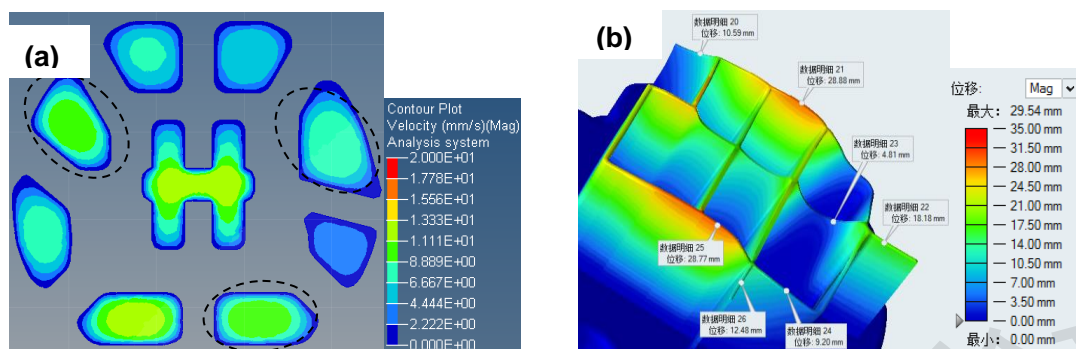 (a)
Contour Plot
Velocity (mm/s)(Mag)
Analysis system
2.000E+01
1.778E+01
1.556E+01
1.333E+01
1.111E+01
8.889E+00
6.667E+00
4.444E+00
2.222E+00
0.000E+00
(b)
数据明细 20
位移: 10.59 mm
数据明细 21
位移: 28.88 mm
数据明细 23
位移: 4.81 mm
数据明细 22
位移: 18.18 mm
数据明细 25
位移: 28.77 mm
数据明细 26
位移: 12.48 mm
数据明细 24
位移: 9.20 mm
位移: Mag
最大: 29.54 mm
35.00 mm
31.50 mm
28.00 mm
24.50 mm
21.00 mm
17.50 mm
14.00 mm
10.50 mm
7.00 mm
3.50 mm
0.00 mm
最小: 0.00 mm